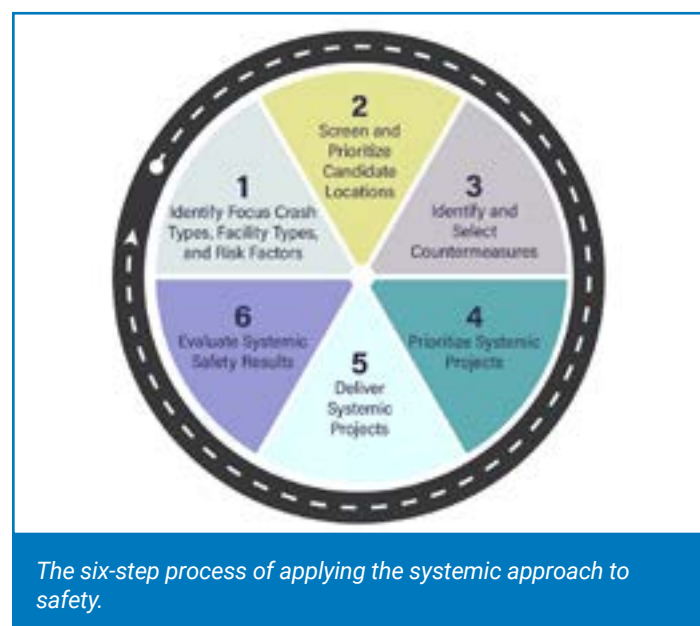 1
Identify Focus Crash
Types, Facility Types,
and Risk Factors
2
Screen and
Prioritize
Candidate
Locations
3
Identify and
Select
Countermeasures
4
Prioritize Systemic
Projects
5
Deliver
Systemic
Projects
6
Evaluate Systemic
Safety Results
The six-step process of applying the systemic approach to
safety.